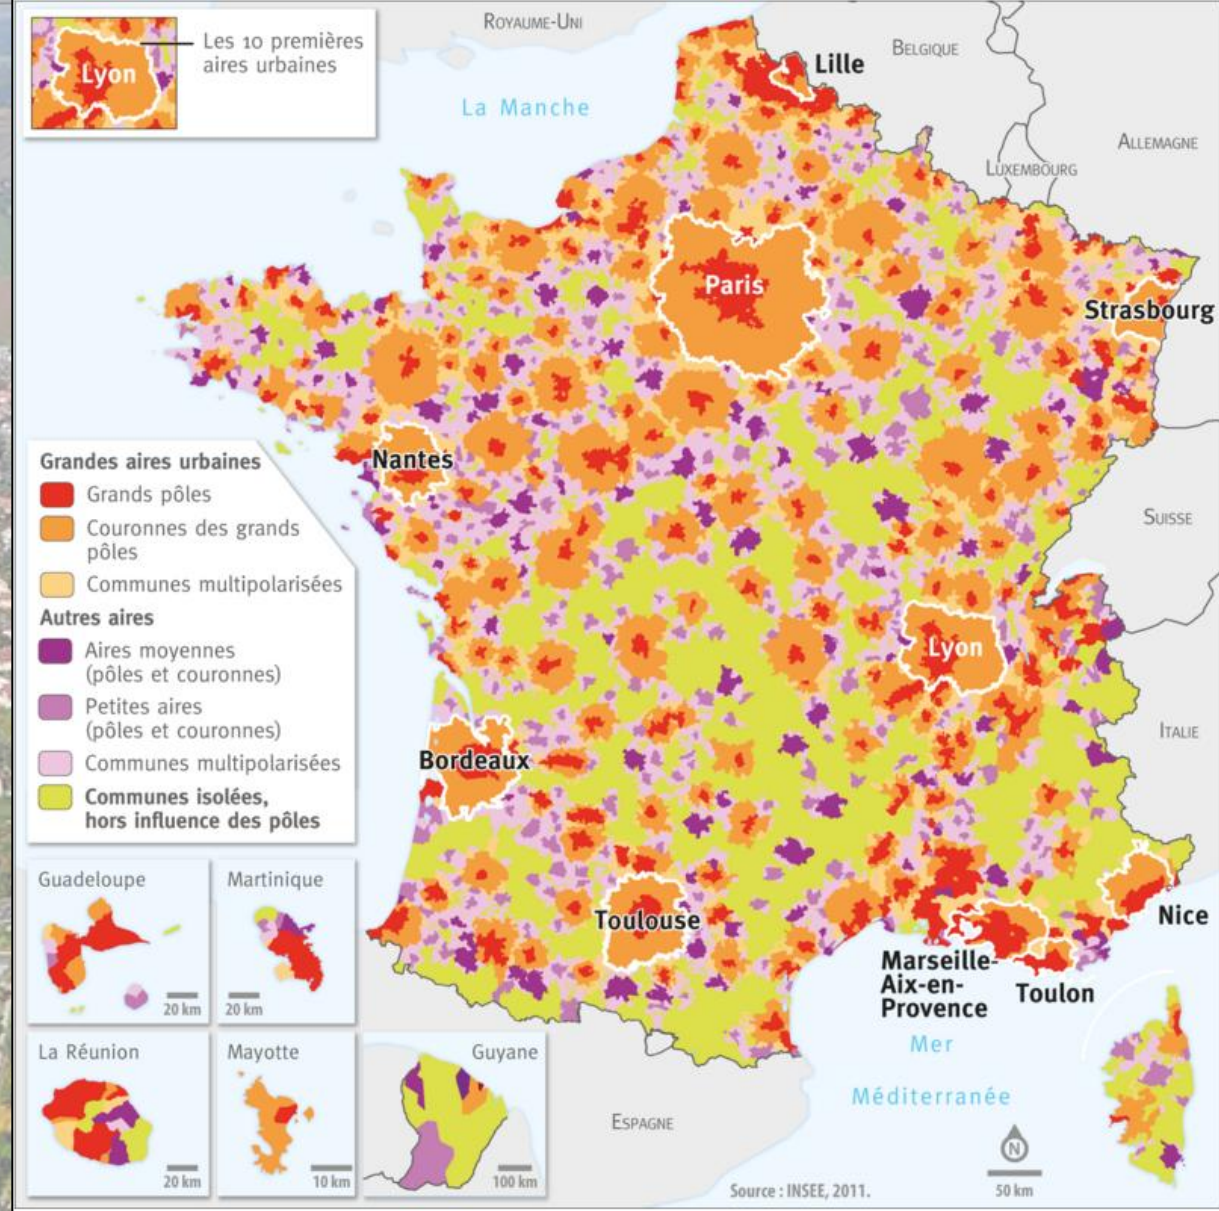 Lyon
Les 10 premières
aires urbaines
Royaume-Uni
La Manche
Lille
Belgique
Luxembourg
Allemagne
Paris
Strasbourg
Nantes
Suisse
Lyon
Italie
Bordeaux
Toulouse
Nice
Marseille-
Aix-en-
Provence
Toulon
Mer
Méditerranée
Espagne
Grandes aires urbaines
Grands pôles
Couronnes des grands
pôles
Communes multipolarisées
Autres aires
Aires moyennes
(pôles et couronnes)
Petites aires
(pôles et couronnes)
Communes multipolarisées
Communes isolées,
hors influence des pôles
Guadeloupe
20 km
Martinique
20 km
La Réunion
20 km
Mayotte
10 km
Guyane
100 km
Source : INSEE, 2011.
N
50 km